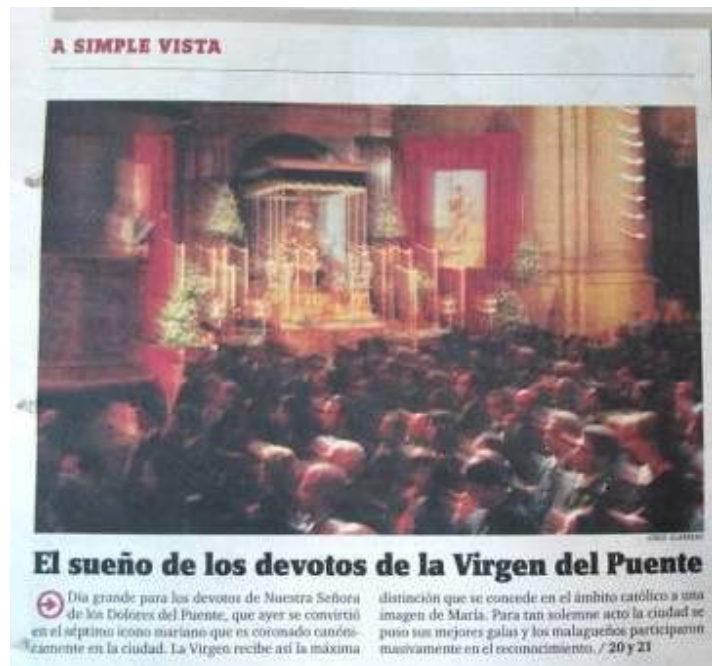 A SIMPLE VISTA
El sueño de los devotos de la Virgen del Puente
Día grande para los devotos de Nuestra Señora
de los Dolores del Puente, que ayer se convirtió
en el séptimo icono mariano que es coronado canóni-
camente en la ciudad. La Virgen recibe así la máxima
distinción que se concede en el ámbito católico a una
imagen de María. Para tan solemne acto la ciudad se
puso sus mejores galas y los malagueños participaron
masivamente en el reconocimiento. / 20 y 21